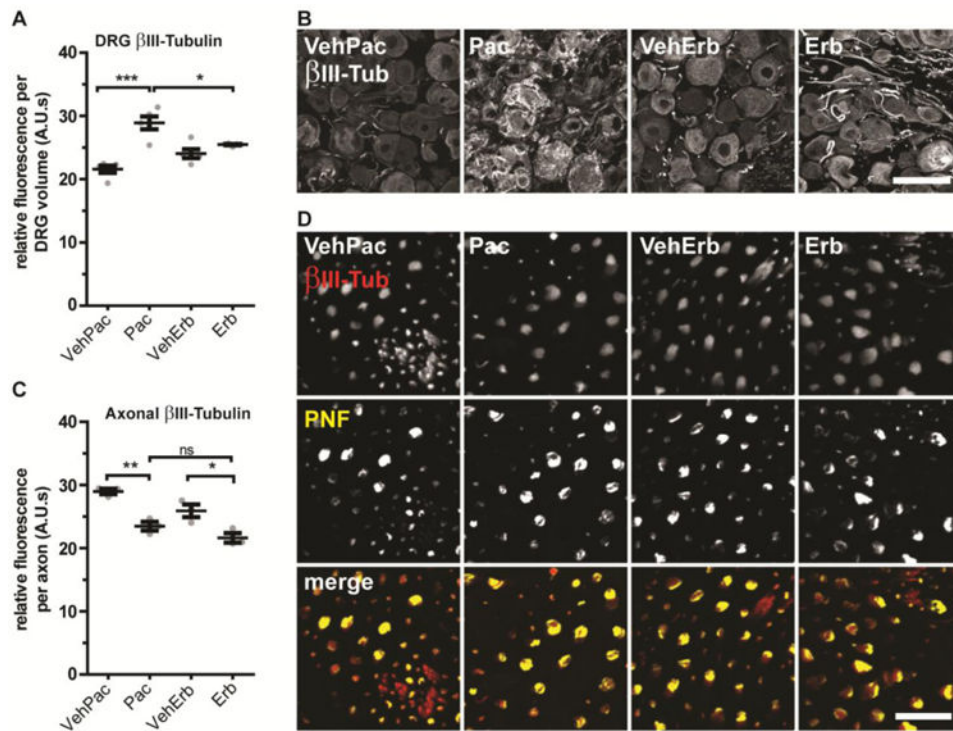 A
DRG βIII-Tubulin
relative fluorescence per
DRG volume (A.U.s)
40
30
20
10
0
***
*
VehPac
Pac
VehErb
Erb
B
VehPac
βIII-Tub
Pac
VehErb
Erb
C
Axonal βIII-Tubulin
relative fluorescence
per axon (A.U.s)
40
30
20
10
0
**
ns
*
VehPac
Pac
VehErb
Erb
D
VehPac
βIII-Tub
Pac
VehErb
Erb
PNF
merge